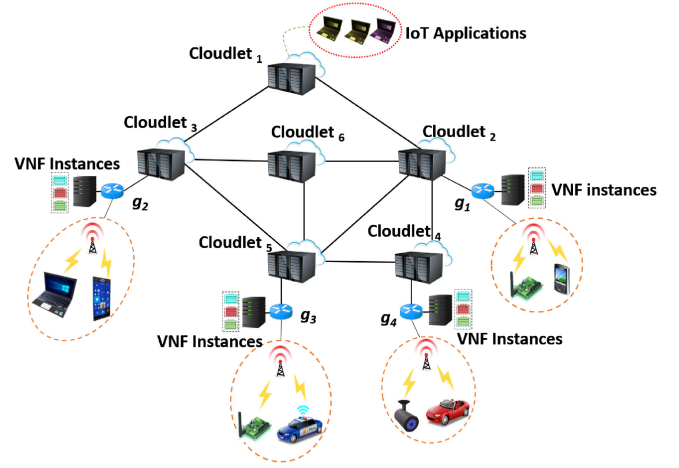 IoT Applications
Cloudlet 1
Cloudlet 3
Cloudlet 6
Cloudlet 2
VNF Instances
VNF instances
g2
g1
Cloudlet 5
Cloudlet 4
g3
g4
VNF Instances
VNF Instances